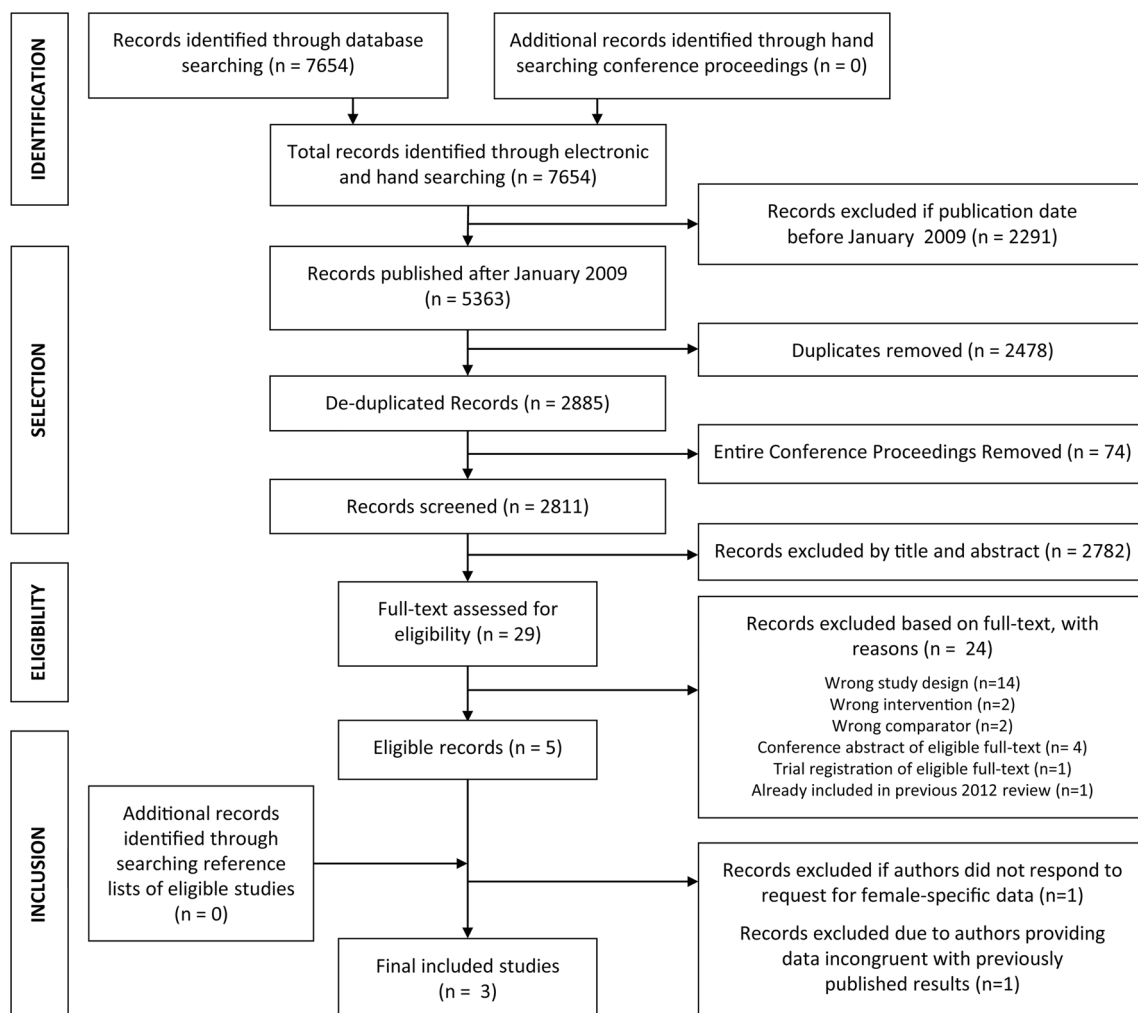 IDENTIFICATION
Records identified through database
searching (n = 7654)
Additional records identified through hand
searching conference proceedings (n = 0)
Total records identified through electronic
and hand searching (n = 7654)
Records excluded if publication date
before January  2009 (n = 2291)
SELECTION
Records published after January 2009
(n = 5363)
Duplicates removed (n = 2478)
De-duplicated Records (n = 2885)
Entire Conference Proceedings Removed (n = 74)
Records screened (n = 2811)
Records excluded by title and abstract (n = 2782)
ELIGIBILITY
Full-text assessed for
eligibility (n = 29)
Records excluded based on full-text, with
reasons (n =  24)
Wrong study design (n=14)
Wrong intervention (n=2)
Wrong comparator (n=2)
Conference abstract of eligible full-text (n= 4)
Trial registration of eligible full-text (n=1)
Already included in previous 2012 review (n=1)
INCLUSION
Eligible records (n = 5)
Additional records
identified through
searching reference
lists of eligible studies
(n = 0)
Records excluded if authors did not respond to
request for female-specific data (n=1)
Records excluded due to authors providing
data incongruent with previously
published results (n=1)
Final included studies
(n =  3)